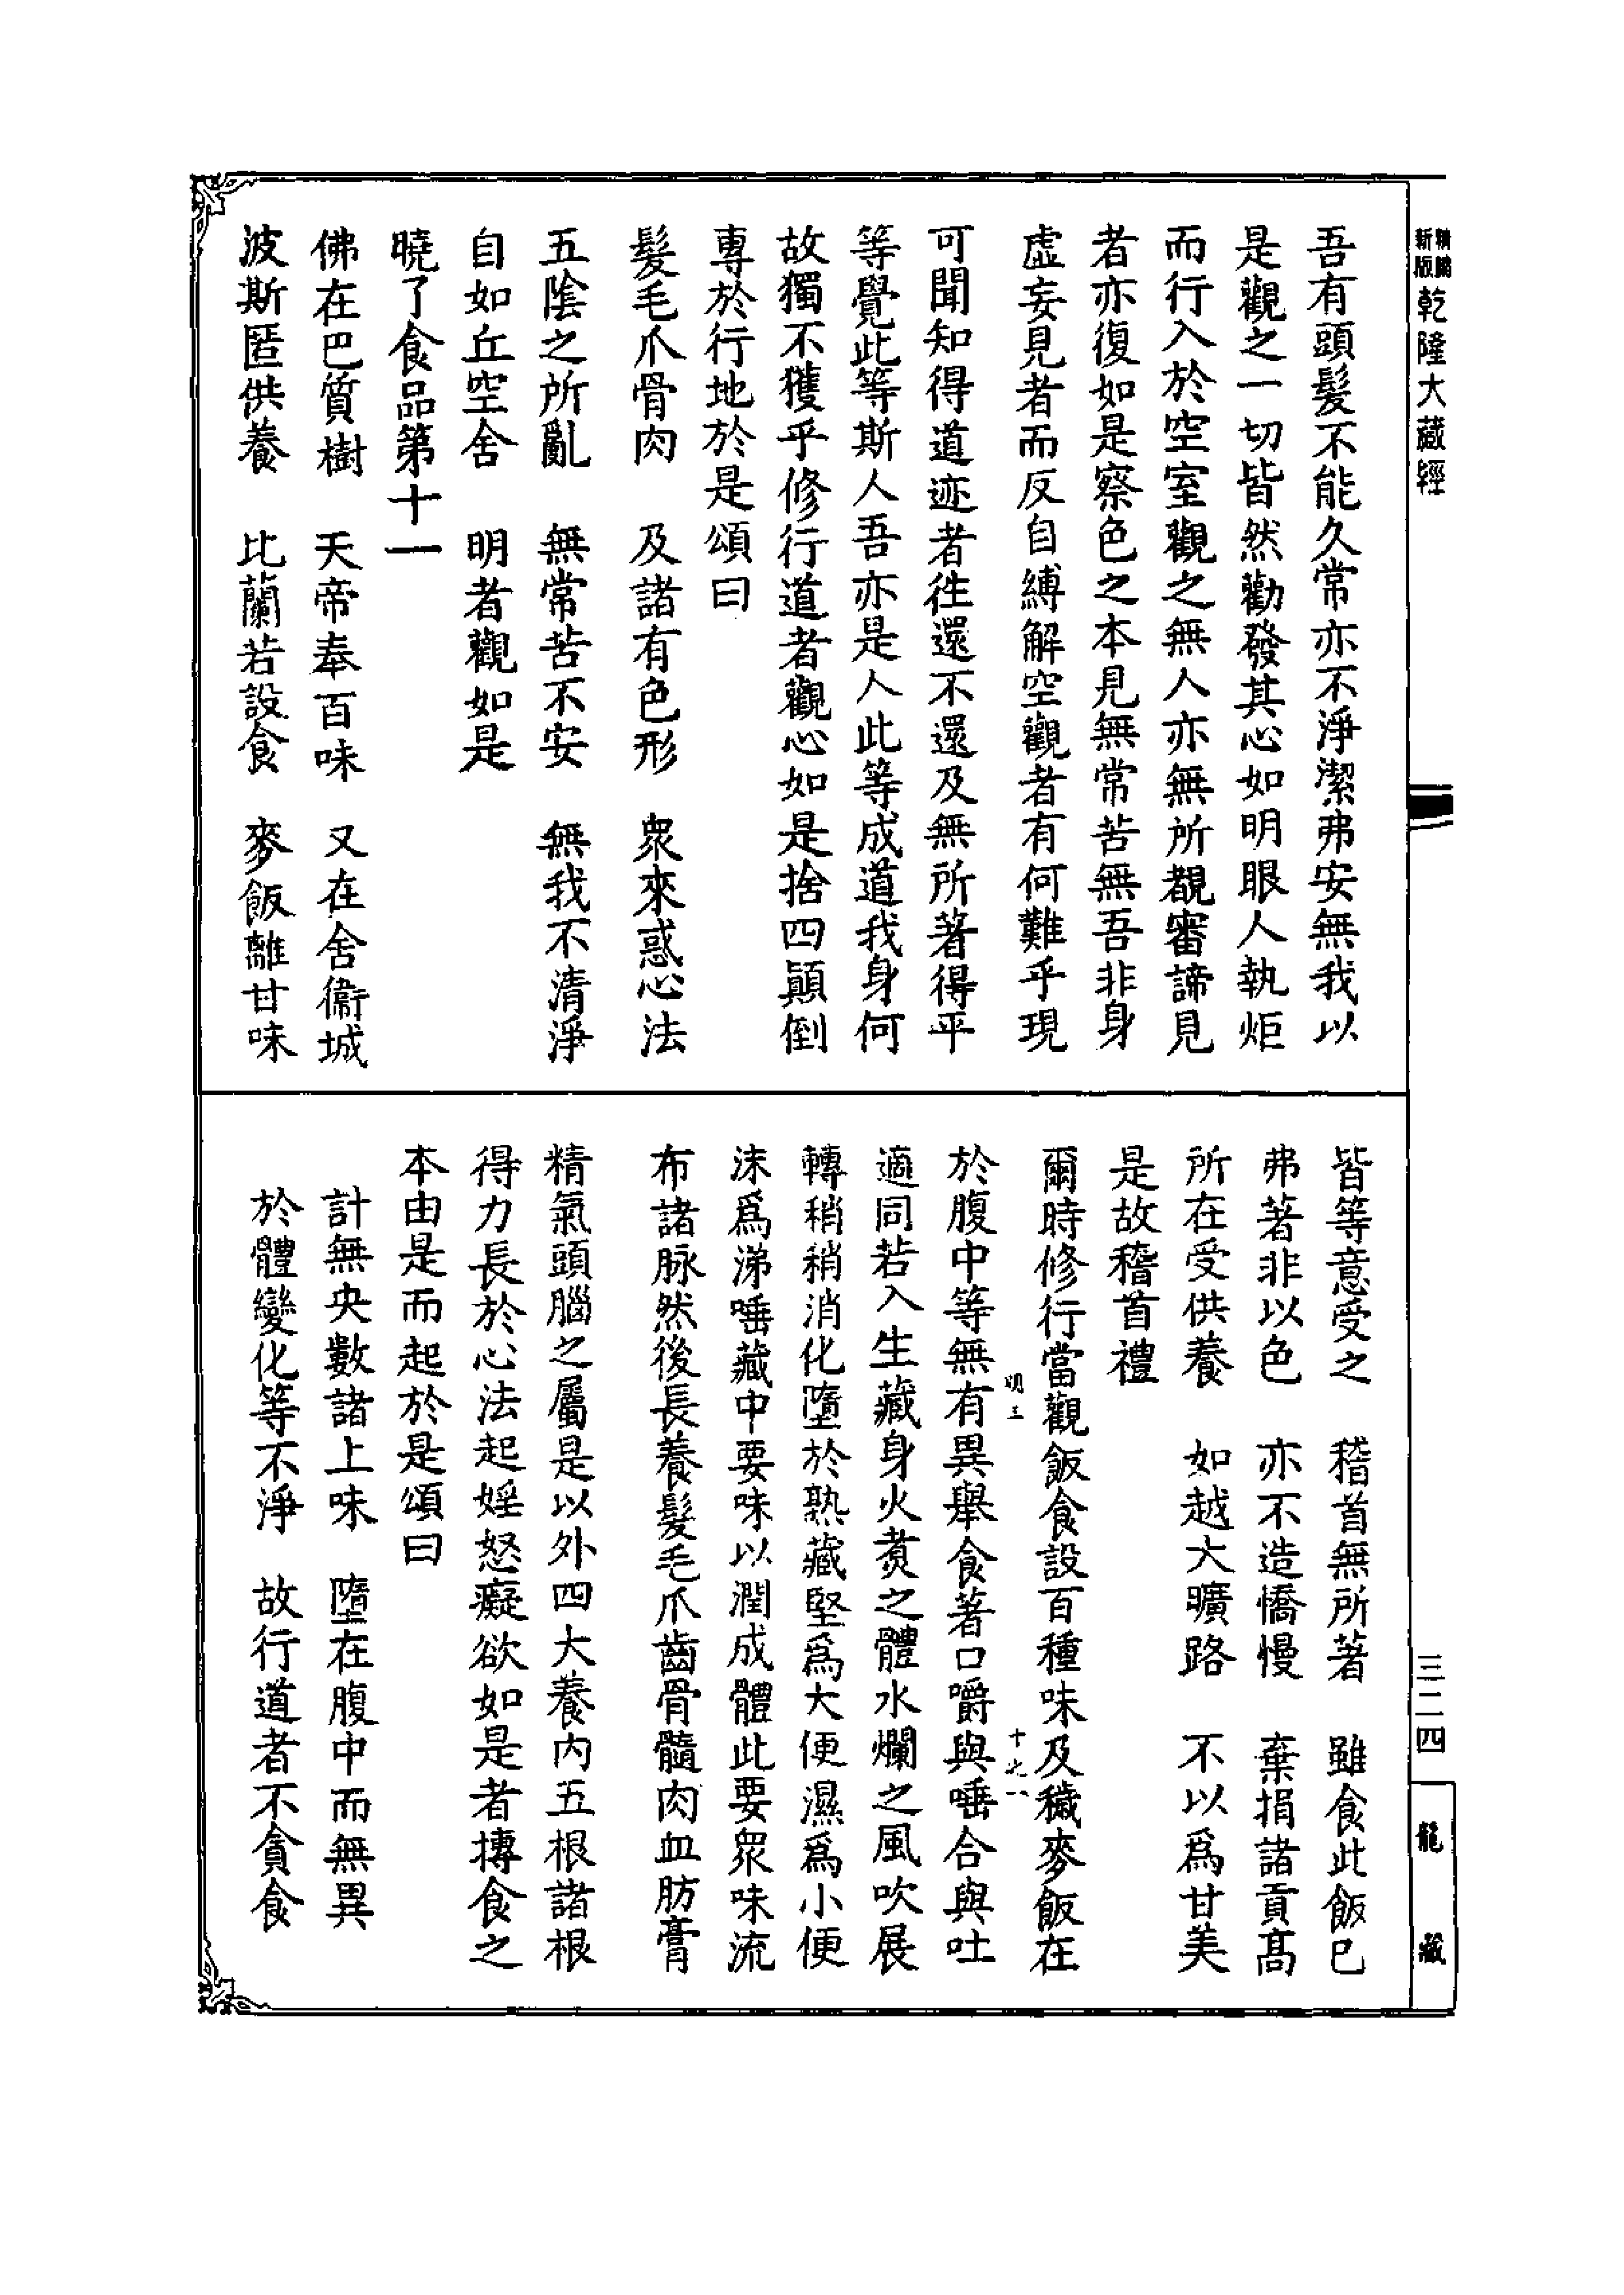 新版
精縮
乾隆大藏經
吾有頭髮不能久常亦不淨潔弗安無我以
是觀之一切皆然勸發其心如明眼人執炬
而行入於空室觀之無人亦無所覩審諦見
者亦復如是察色之本見無常苦無吾非身
虛妄見者而反自縛解空觀者有何難乎現
可聞知得道迹者徃還不還及無所著得平
等覺此等斯人吾亦是人此等成道我身何
故獨不獲乎修行道者觀心如是捨四顛倒
專於行地於是頌曰
髮毛爪骨肉　及諸有色形　衆來惑心法
五陰之所亂　無常苦不安　無我不清淨
自如丘空舍　明者觀如是
曉了食品第十一
佛在巴質樹　天帝奉百味　又在舍衞城
波斯匿供養　比蘭若設食　麥飯離甘味
皆等意受之　稽首無所著　雖食此飯已
弗著非以色　亦不造憍慢　棄捐諸貢高
所在受供養　如越大曠路　不以爲甘美
是故稽首禮
爾時修行當觀飯食設百種味及穢麥飯在
明三
十之一
於腹中等無有異舉食著口嚼與唾合與吐
適同若入生藏身火煑之體水爛之風吹展
轉稍稍消化墮於熟藏堅爲大便濕爲小便
沫爲涕唾藏中要味以潤成體此要衆味流
布諸脉然後長養髮毛爪齒骨髓肉血肪膏
精氣頭腦之屬是以外四大養内五根諸根
得力長於心法起婬怒癡欲如是者摶食之
本由是而起於是頌曰
計無央數諸上味　墮在腹中而無異
於體變化等不淨　故行道者不貪食
三二四
龍藏